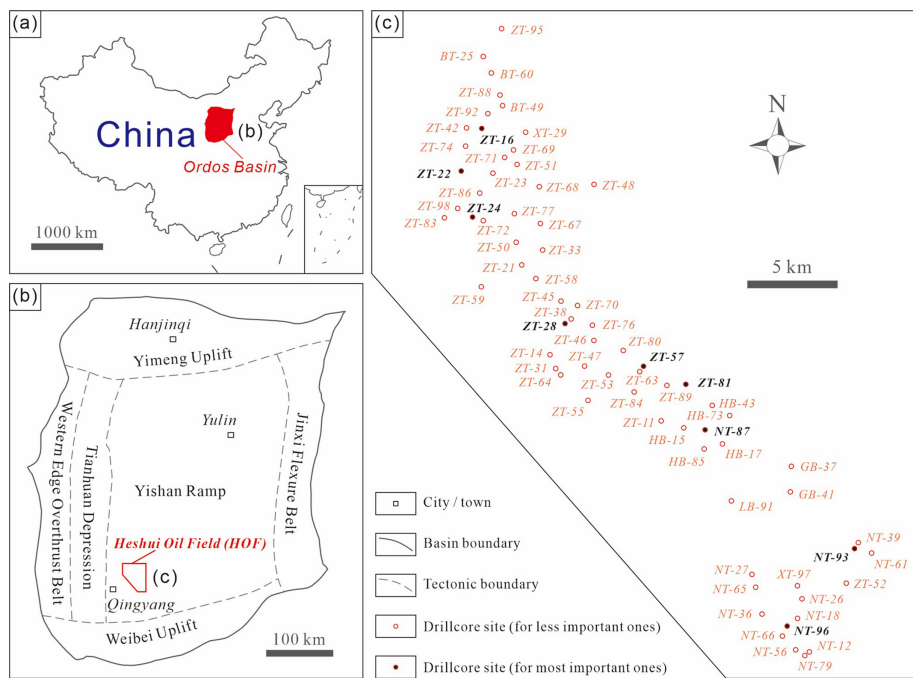 (a)
China
(b)
Ordos Basin
1000 km
(b)
Hanjinqi
Yimeng Uplift
Yulin
Western Edge Overthrust Belt
Tianhuan Depression
Jinxi Flexure Belt
Yishan Ramp
Heshui Oil Field (HOF)
(c)
Qingyang
Weibei Uplift
100 km
(c)
N
5 km
ZT-95
BT-25
BT-60
ZT-88
BT-49
ZT-92
ZT-42
ZT-16
XT-29
ZT-74
ZT-69
ZT-71
ZT-51
ZT-22
ZT-23
ZT-68
ZT-48
ZT-86
ZT-98
ZT-24
ZT-77
ZT-83
ZT-72
ZT-67
ZT-50
ZT-33
ZT-21
ZT-58
ZT-59
ZT-45
ZT-70
ZT-38
ZT-28
ZT-76
ZT-46
ZT-80
ZT-14
ZT-47
ZT-57
ZT-31
ZT-64
ZT-53
ZT-63
ZT-81
ZT-89
ZT-84
ZT-55
HB-43
HB-73
ZT-11
NT-87
HB-15
HB-17
HB-85
GB-37
GB-41
LB-91
NT-39
NT-93
NT-61
NT-27
XT-97
ZT-52
NT-65
NT-26
NT-36
NT-18
NT-96
NT-66
NT-56
NT-12
NT-79
City / town
Basin boundary
Tectonic boundary
Drillcore site (for less important ones)
Drillcore site (for most important ones)